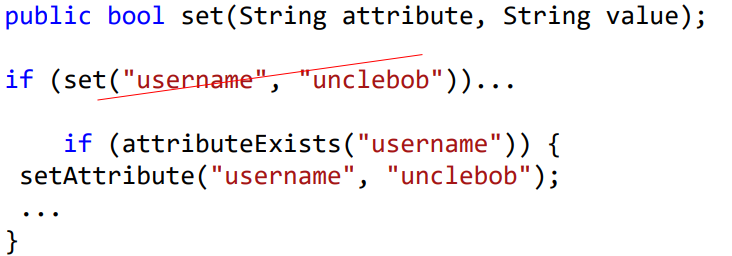 public bool set(String attribute, String value);
if (set("username", "unclebob"))...
if (attributeExists("username")) {
setAttribute("username", "unclebob");
...
}